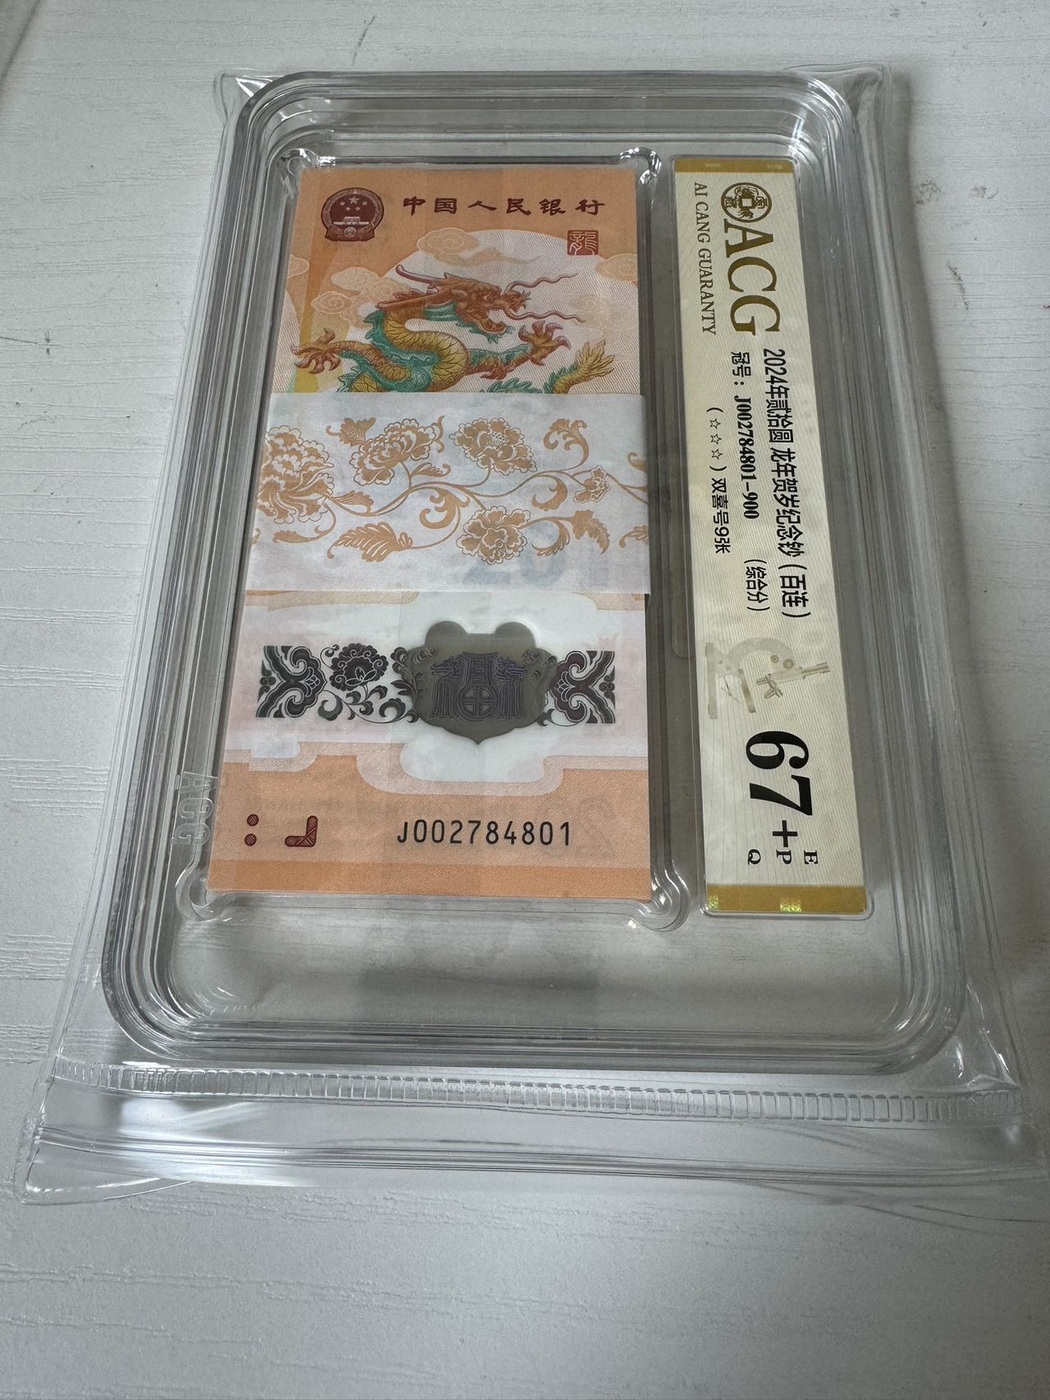 中国人民银行
龍
J002784801
ACG
AI CANG GUARANTY
2024年贰拾圆 龙年贺岁纪念钞（百连）
冠号：J002784801-900 （综合分）
（☆☆☆）双喜号9张
67+
E
P
Q
ACG